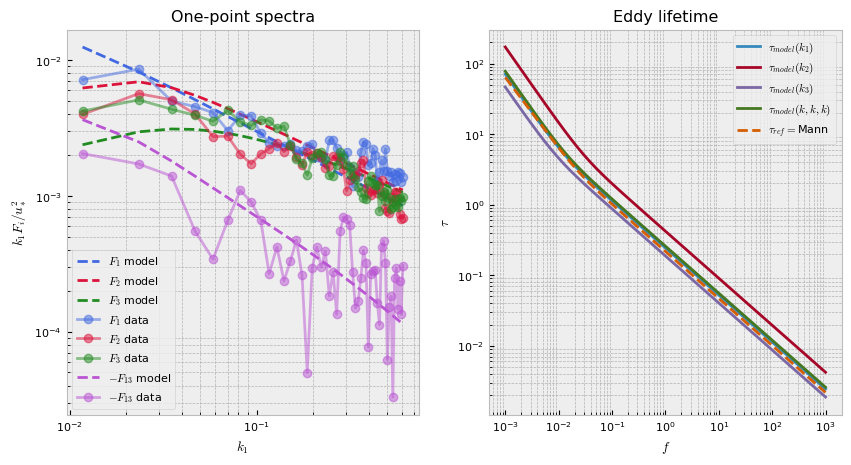 One-point spectra
k₁Fᵢ/u²∗
10⁻²
10⁻³
10⁻⁴
F₁ model
F₂ model
F₃ model
F₁ data
F₂ data
F₃ data
−F₁₃ model
−F₁₃ data
10⁻²
10⁻¹
k₁
Eddy lifetime
τ
10²
10¹
10⁰
10⁻¹
10⁻²
τ_model(k₁)
τ_model(k₂)
τ_model(k₃)
τ_model(k, k, k)
τ_ref = Mann
10⁻³
10⁻²
10⁻¹
10⁰
10¹
10²
10³
f